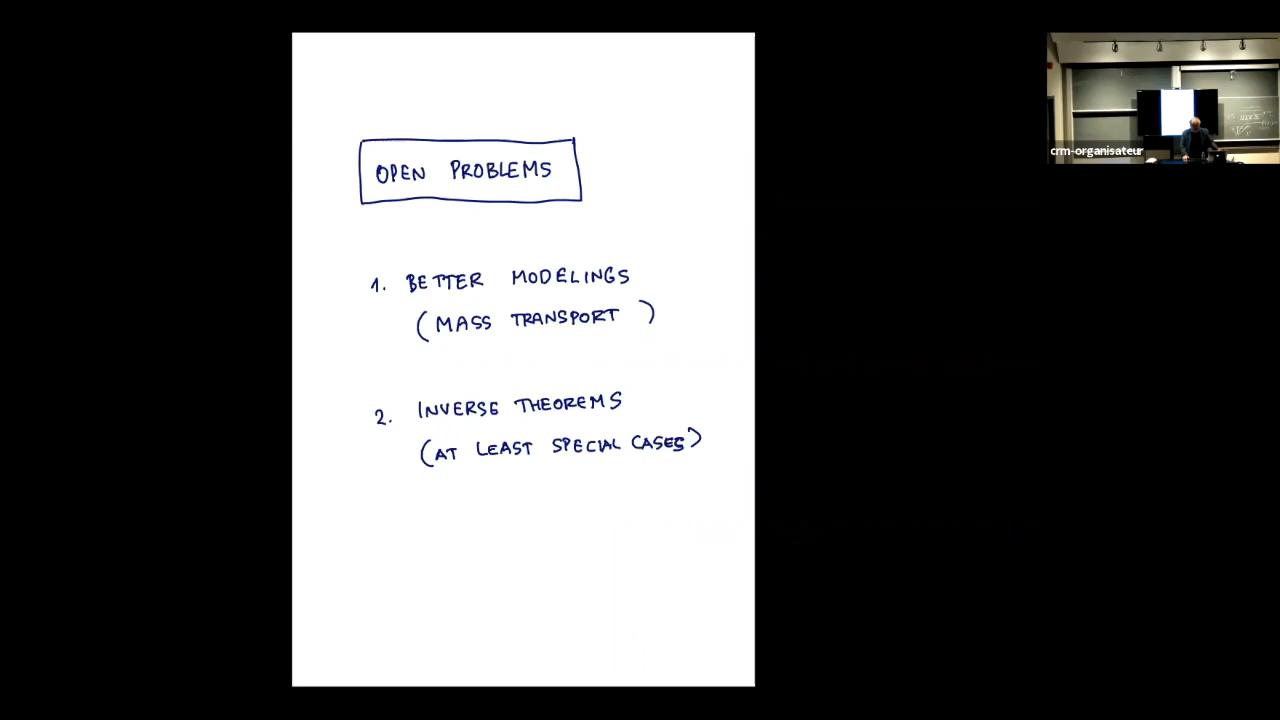 OPEN PROBLEMS
1. BETTER MODELINGS
(MASS TRANSPORT )
2. INVERSE THEOREMS
(AT LEAST SPECIAL CASES)
crm-organisateur